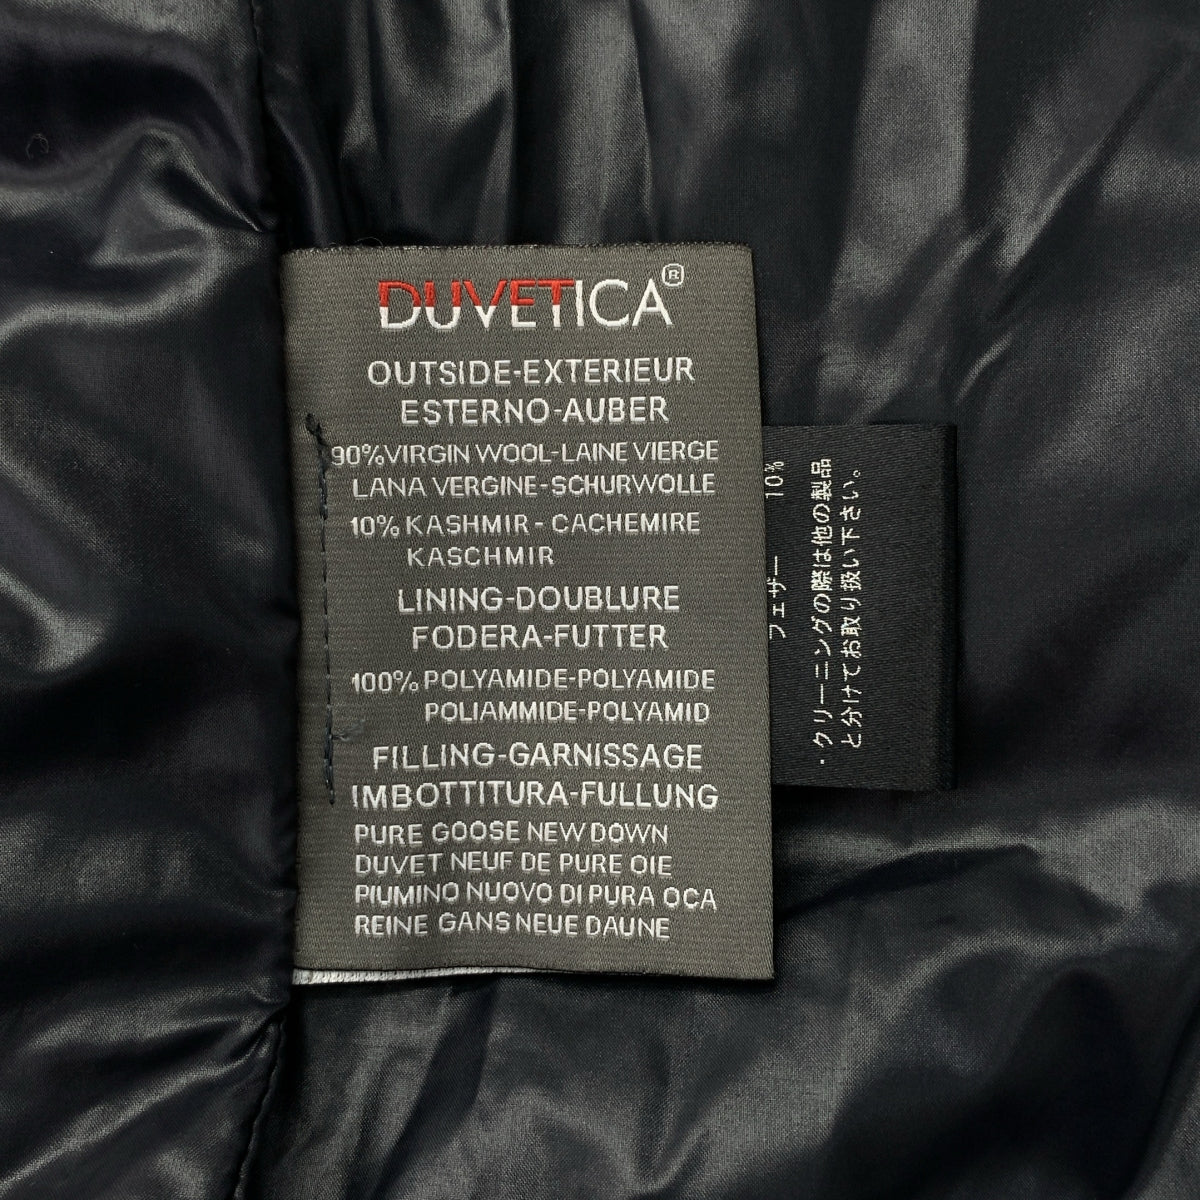 DUVETICA®
OUTSIDE-EXTERIEUR
ESTERNO-AUBER
90% VIRGIN WOOL-LAINE VIERGE
LANA VERGINE-SCHURWOLLE
10% KASHMIR - CACHEMIRE
KASCHMIR
LINING-DOUBLURE
FODERA-FUTTER
100% POLYAMIDE-POLYAMIDE
POLIAMMIDE-POLYAMID
FILLING-GARNISSAGE
IMBOTTITURA-FULLUNG
PURE GOOSE NEW DOWN
DUVET NEUF DE PURE OIE
PIUMINO NUOVO DI PURA OCA
REINE GANS NEUE DAUNE
フェザー 10%
・クリーニングの際は他の製品
と分けてお取り扱い下さい。